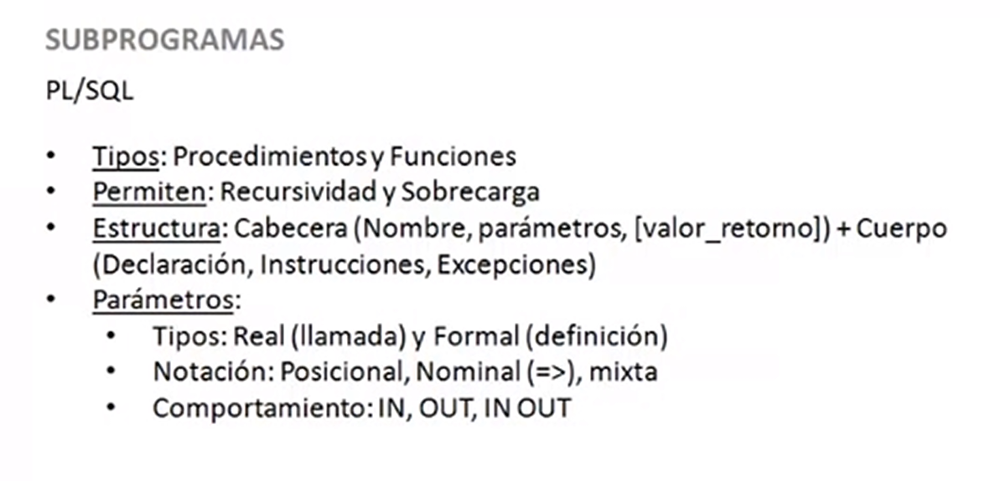 SUBPROGRAMAS
PL/SQL
• Tipos: Procedimientos y Funciones
• Permiten: Recursividad y Sobrecarga
• Estructura: Cabecera (Nombre, parámetros, [valor_retorno]) + Cuerpo
(Declaración, Instrucciones, Excepciones)
• Parámetros:
• Tipos: Real (llamada) y Formal (definición)
• Notación: Posicional, Nominal (=>), mixta
• Comportamiento: IN, OUT, IN OUT